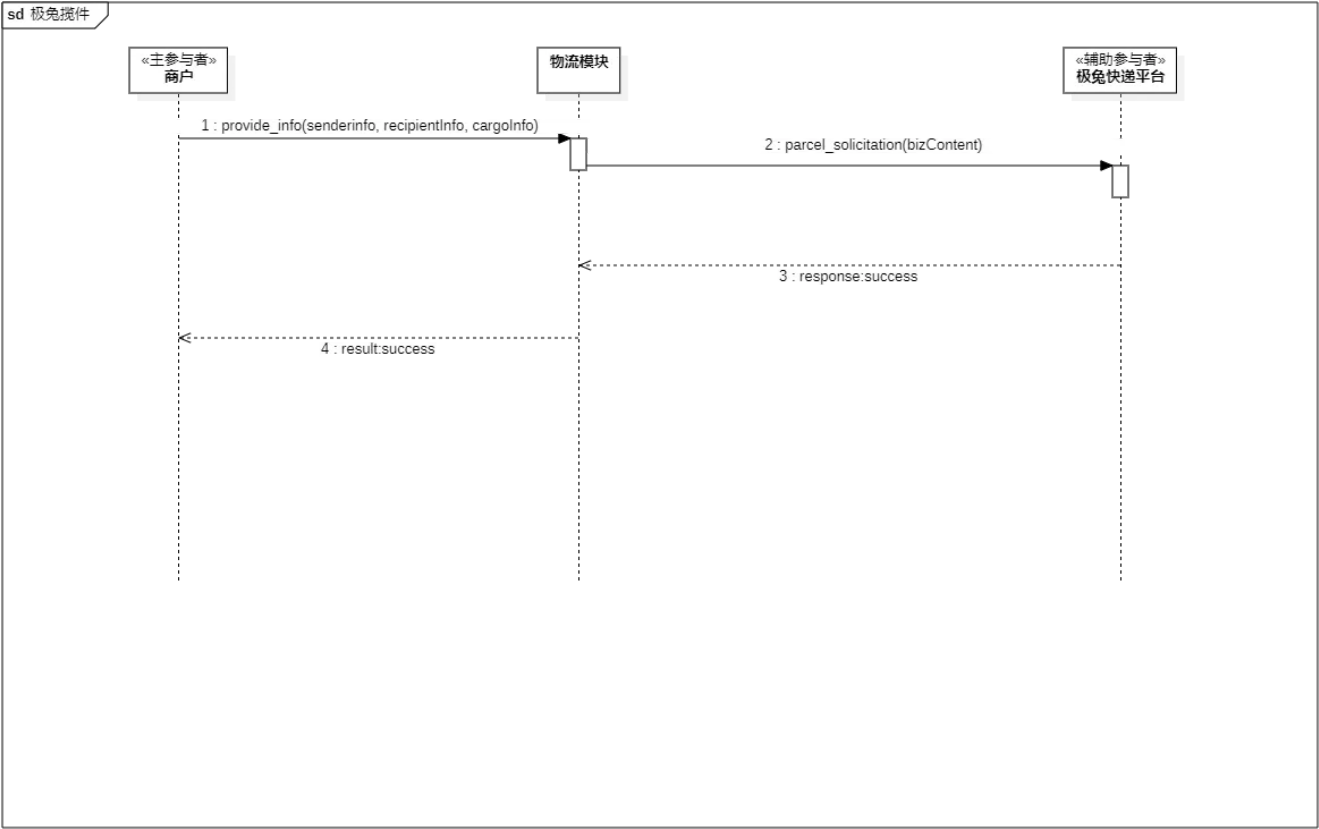 sd 极兔揽件
«主参与者»
商户
物流模块
«辅助参与者»
极兔快递平台
1 : provide_info(senderinfo, recipientInfo, cargoInfo)
2 : parcel_solicitation(bizContent)
3 : response:success
4 : result:success